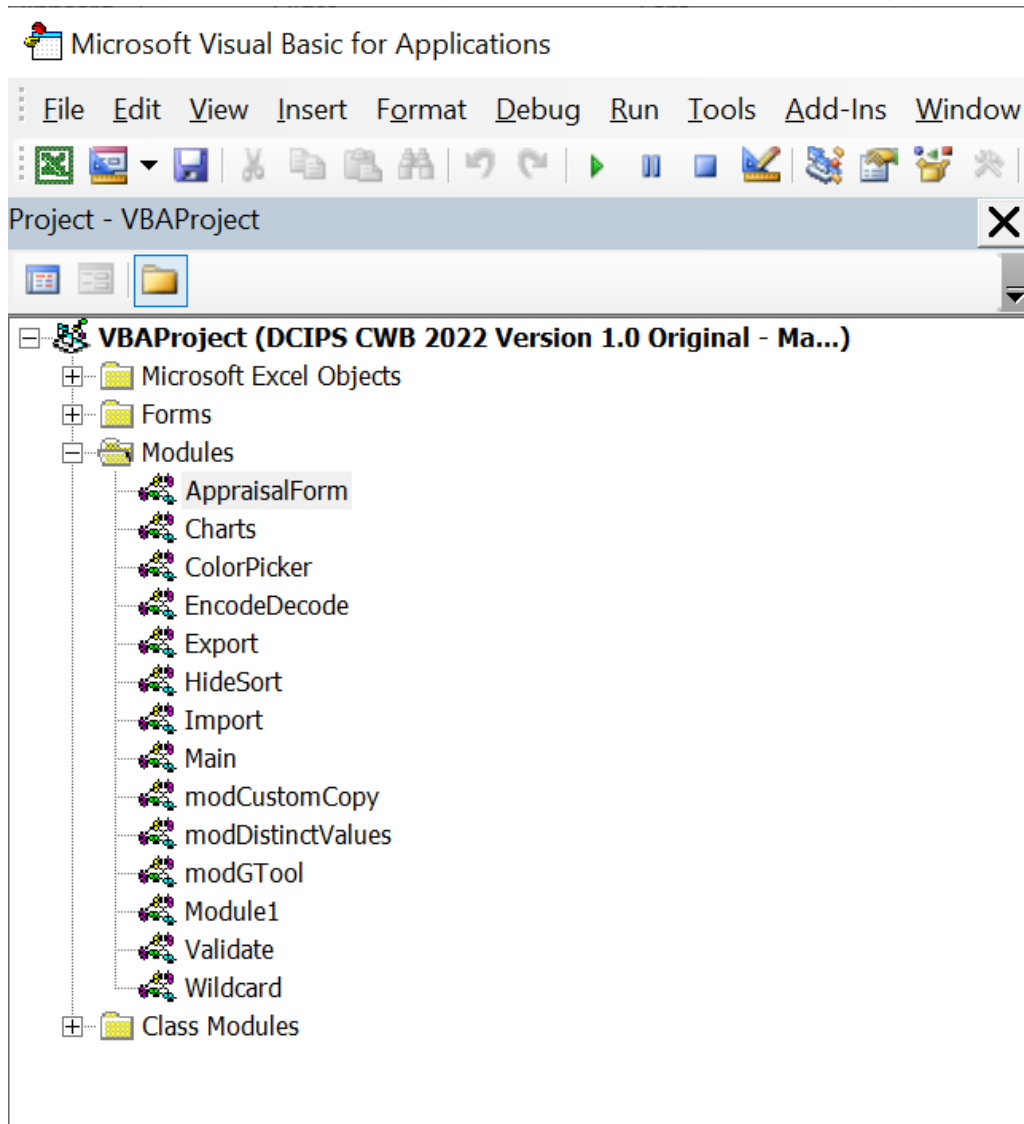 Microsoft Visual Basic for Applications
File Edit View Insert Format Debug Run Tools Add-Ins Window
Project - VBAProject
VBAProject (DCIPS CWB 2022 Version 1.0 Original - Ma...)
Microsoft Excel Objects
Forms
Modules
AppraisalForm
Charts
ColorPicker
EncodeDecode
Export
HideSort
Import
Main
modCustomCopy
modDistinctValues
modGTool
Module1
Validate
Wildcard
Class Modules